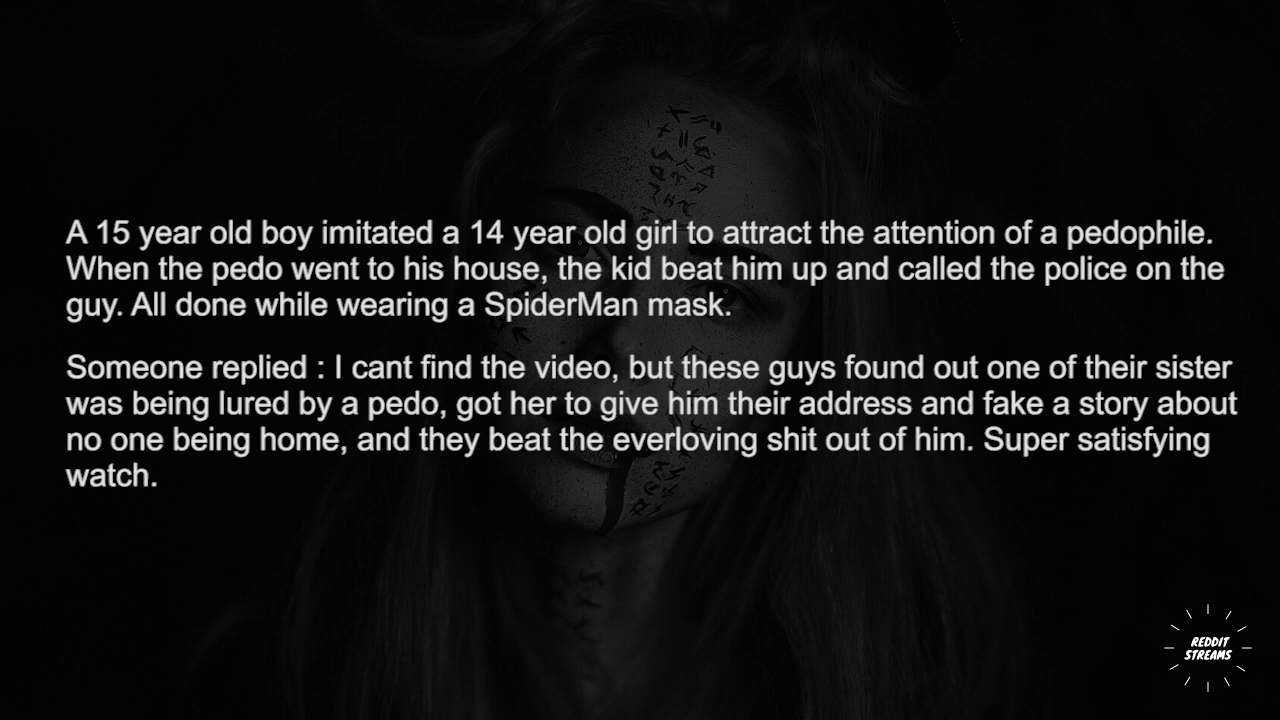 A 15 year old boy imitated a 14 year old girl to attract the attention of a pedophile.
When the pedo went to his house, the kid beat him up and called the police on the
guy. All done while wearing a SpiderMan mask.
Someone replied : I cant find the video, but these guys found out one of their sister
was being lured by a pedo, got her to give him their address and fake a story about
no one being home, and they beat the everloving shit out of him. Super satisfying
watch.
REDDIT
STREAMS